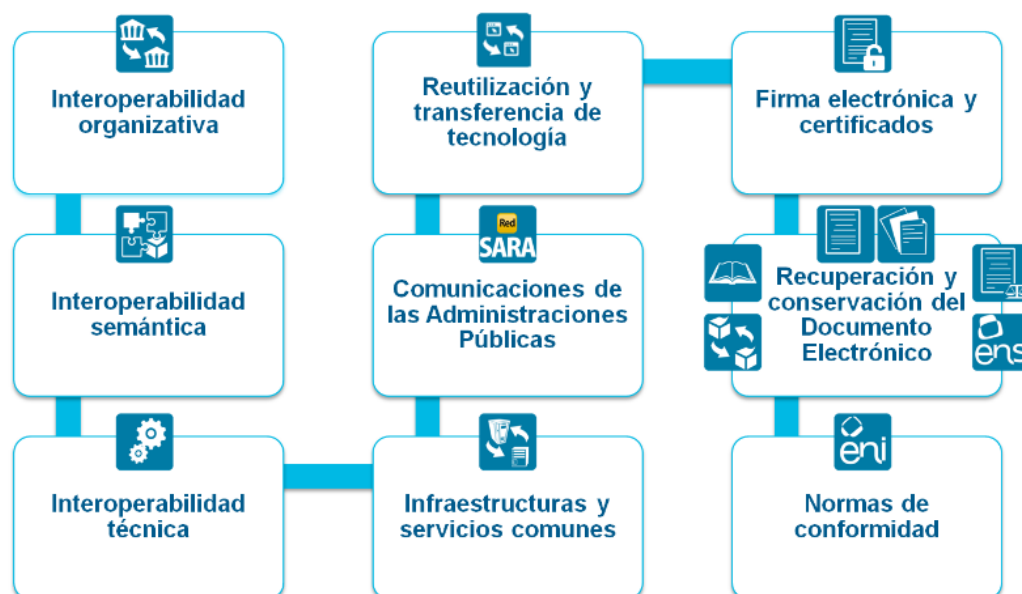 Interoperabilidad
organizativa
Interoperabilidad
semántica
Interoperabilidad
técnica
Infraestructuras y
servicios comunes
Red
SARA
Comunicaciones de
las Administraciones
Públicas
Reutilización y
transferencia de
tecnología
Firma electrónica y
certificados
Recuperación y
conservación del
Documento
Electrónico
ens
eni
Normas de
conformidad